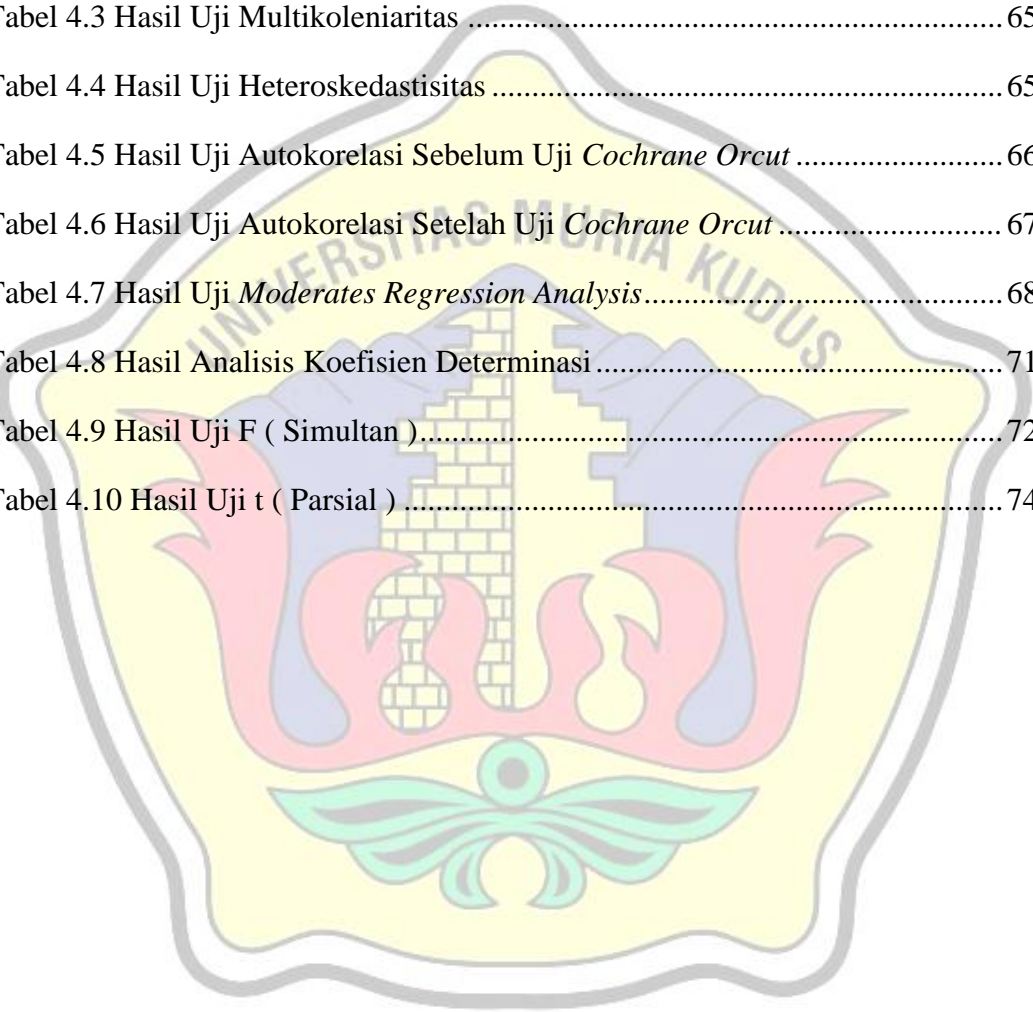 Tabel 4.3 Hasil Uji Multikoleniaritas ........................................................... 65
Tabel 4.4 Hasil Uji Heteroskedastisitas ........................................................ 65
Tabel 4.5 Hasil Uji Autokorelasi Sebelum Uji Cochrane Orcut ...................... 66
Tabel 4.6 Hasil Uji Autokorelasi Setelah Uji Cochrane Orcut ........................ 67
Tabel 4.7 Hasil Uji Moderates Regression Analysis ....................................... 68
Tabel 4.8 Hasil Analisis Koefisien Determinasi ............................................ 71
Tabel 4.9 Hasil Uji F ( Simultan ) ................................................................ 72
Tabel 4.10 Hasil Uji t ( Parsial ) .................................................................. 74
UNIVERSITAS MURIA KUDUS